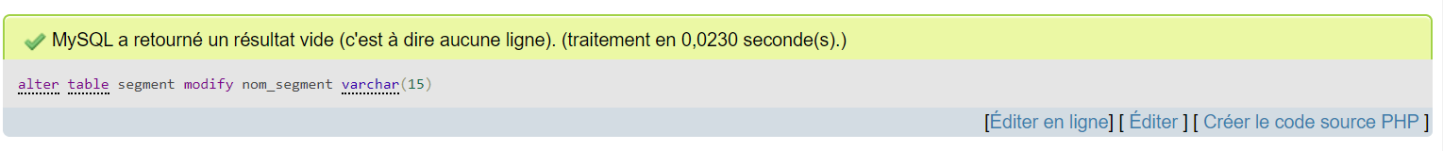 MySQL a retourné un résultat vide (c'est à dire aucune ligne). (traitement en 0,0230 seconde(s).)
alter table segment modify nom_segment varchar(15)
[Éditer en ligne] [ Éditer ] [ Créer le code source PHP ]